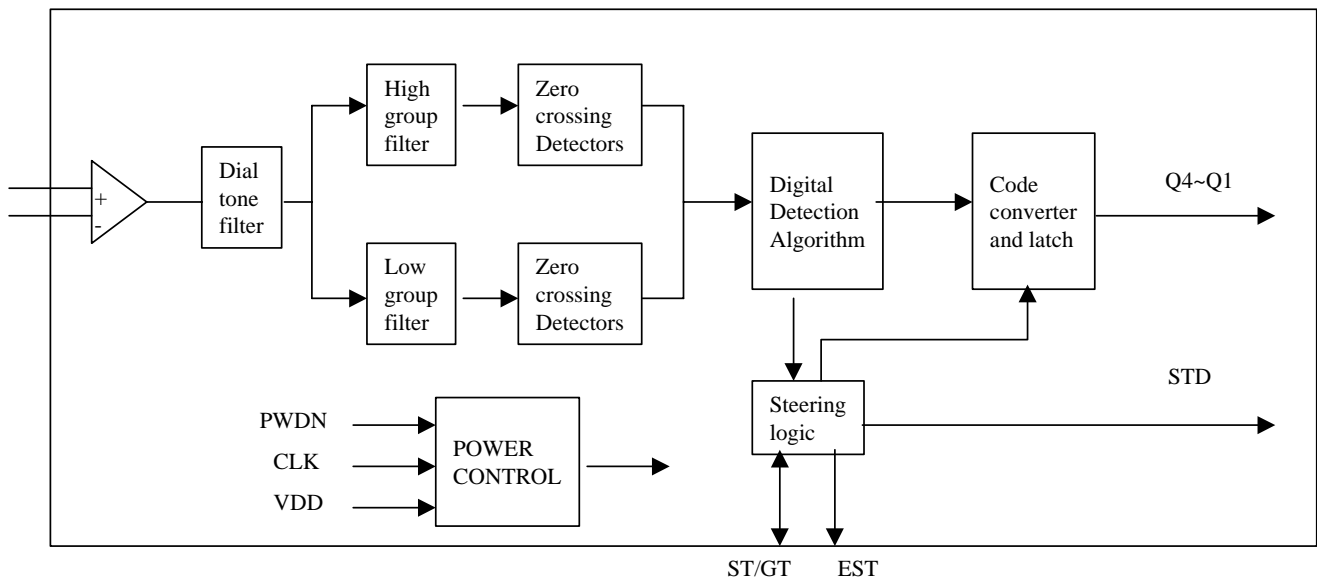 High
group
filter
Zero
crossing
Detectors
Dial
tone
filter
+
-
Digital
Detection
Algorithm
Code
converter
and latch
Q4~Q1
Low
group
filter
Zero
crossing
Detectors
STD
Steering
logic
PWDN
CLK
VDD
POWER
CONTROL
ST/GT
EST